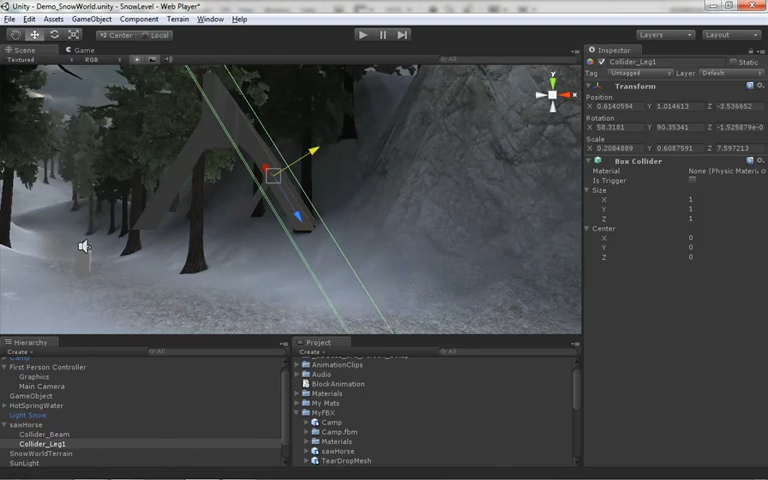 Unity - Demo_SnowWorld.unity - SnowLevel - Web Player*
File Edit Assets GameObject Component Terrain Window Help
Center Local Layers Layout
Scene Game
Textured RGB All
Inspector
Collider_Leg1 Static
Tag Untagged Layer Default
Transform
Position
X 0.6140594 Y 1.014613 Z -3.536652
Rotation
X 58.3181 Y 90.35341 Z -1.525879e-0
Scale
X 0.2084889 Y 0.6087591 Z 7.597213
Box Collider
Material None (Physic Materi
Is Trigger
Size
X 1
Y 1
Z 1
Center
X 0
Y 0
Z 0
y
x
Hierarchy
Create All
First Person Controller
Graphics
Main Camera
GameObject
HotSpringWater
Light Snow
sawHorse
Collider_Beam
Collider_Leg1
SnowWorldTerrain
SunLight
Project
Create All
AnimationClips
Audio
BlockAnimation
Materials
My Mats
MyFBX
Camp
Camp.fbm
Materials
sawHorse
TearDropMesh